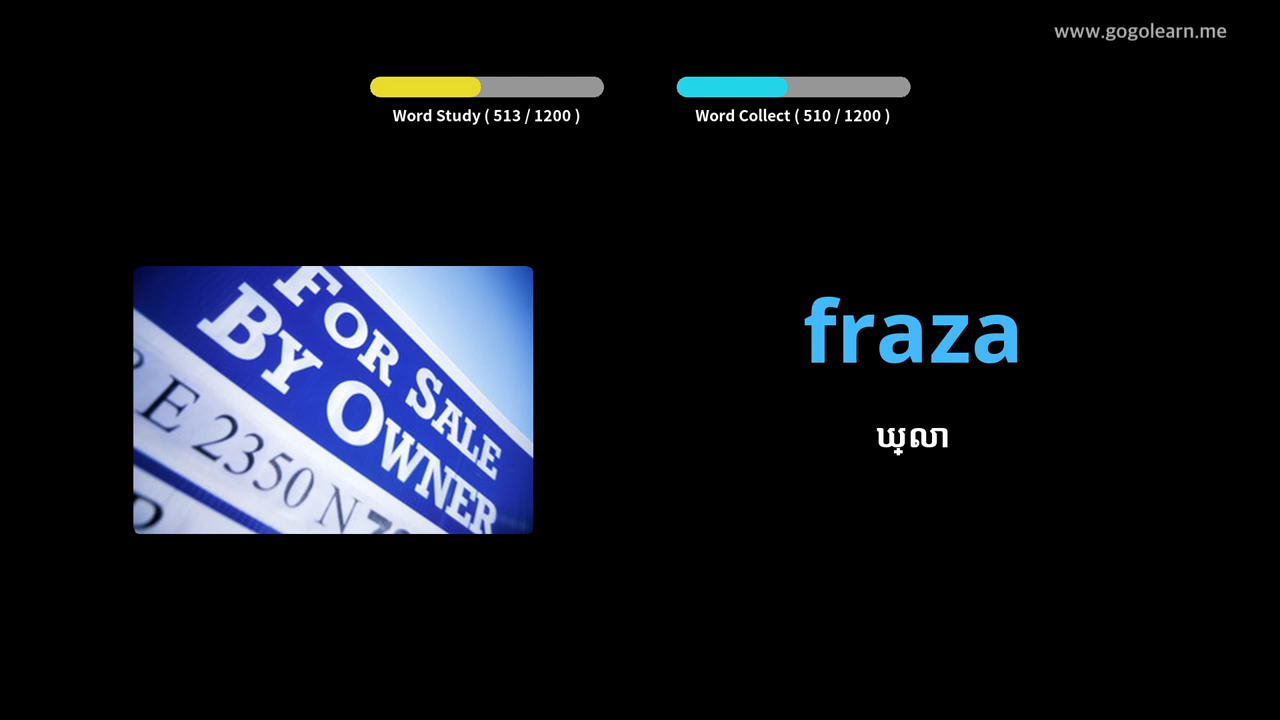 www.gogolearn.me
Word Study ( 513 / 1200 )
Word Collect ( 510 / 1200 )
FOR SALE
BY OWNER
E 2350 N
fraza
ឃ្លា